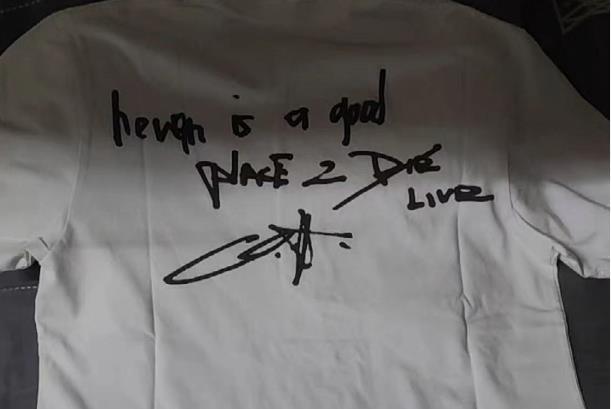 heven is a good
PLACE 2 DIE
LIVE